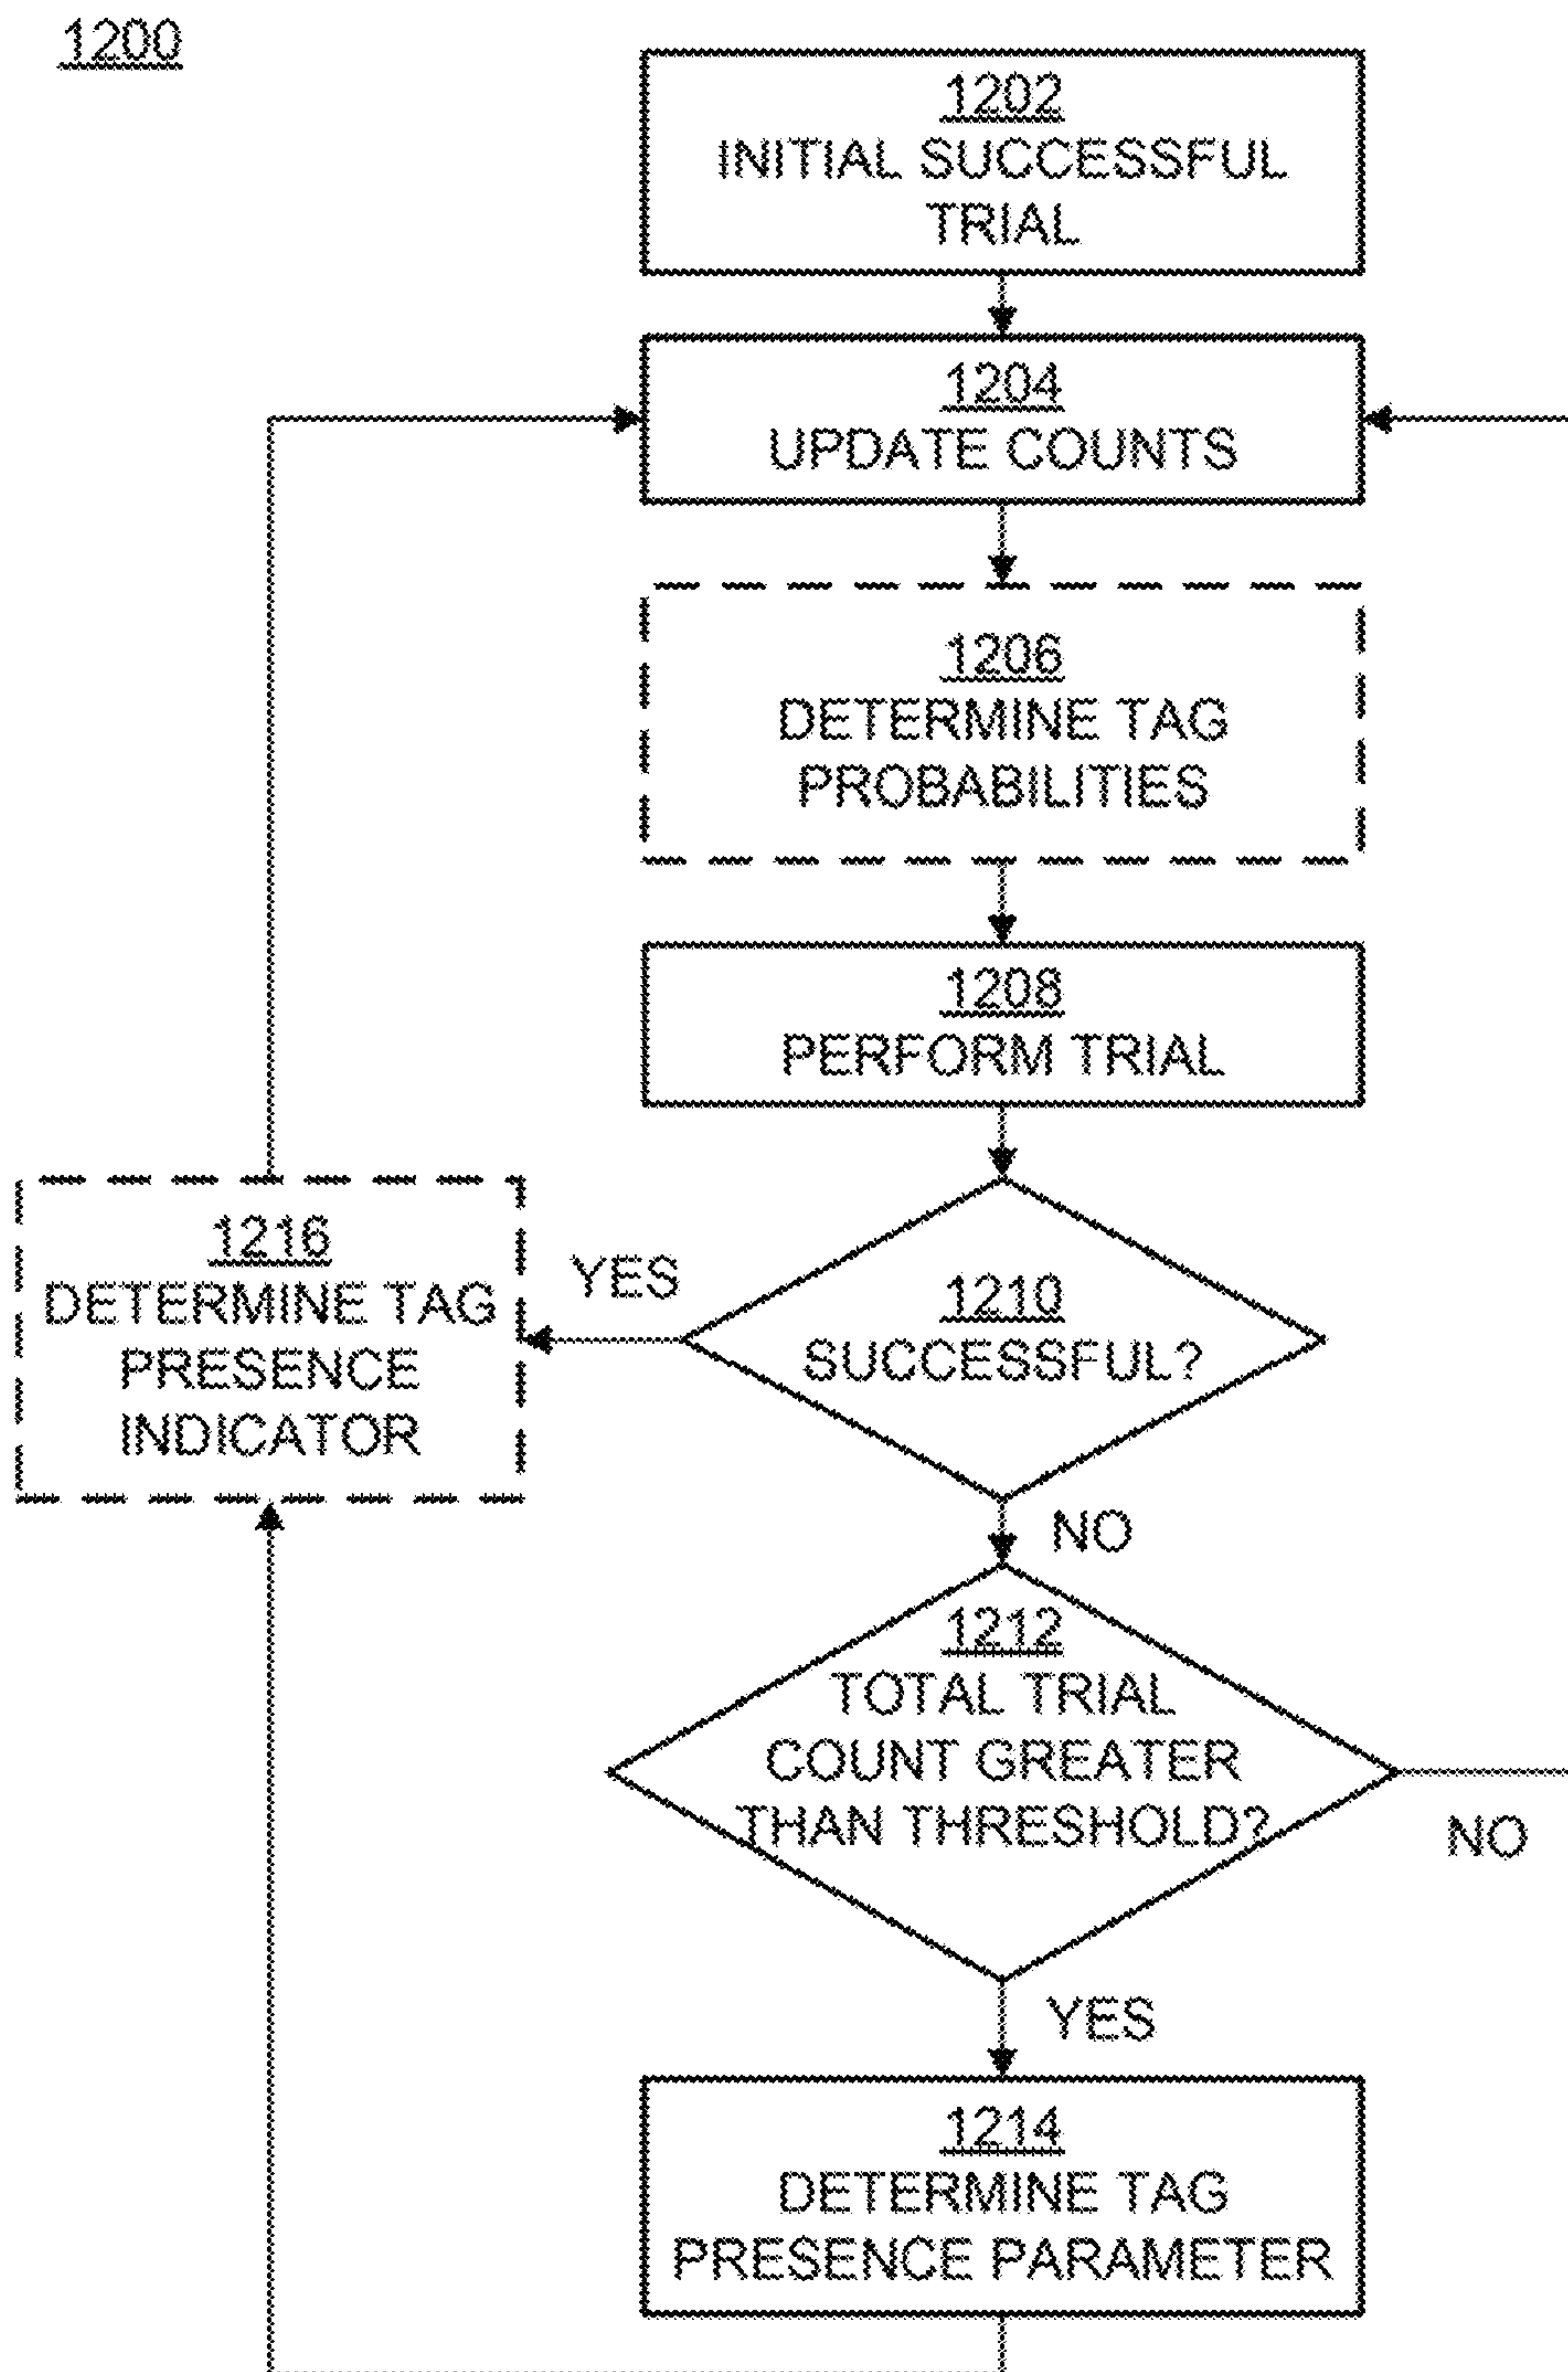 1200
1202
INITIAL SUCCESSFUL
TRIAL
1204
UPDATE COUNTS
1206
DETERMINE TAG
PROBABILITIES
1208
PERFORM TRIAL
1216
DETERMINE TAG
PRESENCE
INDICATOR
YES
1210
SUCCESSFUL?
NO
1212
TOTAL TRIAL
COUNT GREATER
THAN THRESHOLD?
NO
YES
1214
DETERMINE TAG
PRESENCE PARAMETER